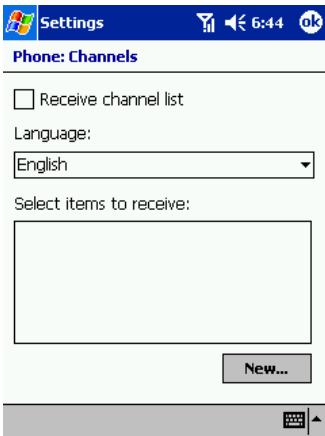 Settings 6:44 ok
Phone: Channels
Receive channel list
Language:
English
Select items to receive:
New...